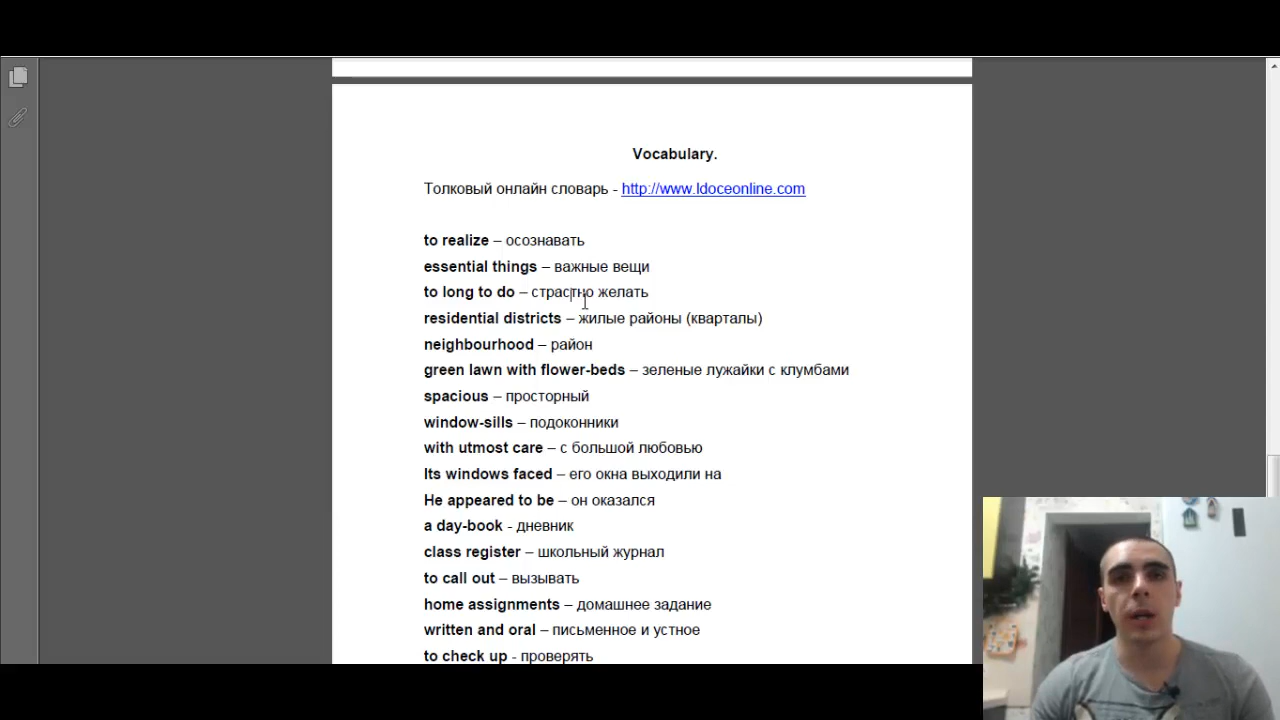 Vocabulary.
Толковый онлайн словарь - http://www.ldoceonline.com
to realize – осознавать
essential things – важные вещи
to long to do – страстно желать
residential districts – жилые районы (кварталы)
neighbourhood – район
green lawn with flower-beds – зеленые лужайки с клумбами
spacious – просторный
window-sills – подоконники
with utmost care – с большой любовью
Its windows faced – его окна выходили на
He appeared to be – он оказался
a day-book - дневник
class register – школьный журнал
to call out – вызывать
home assignments – домашнее задание
written and oral – письменное и устное
to check up - проверять